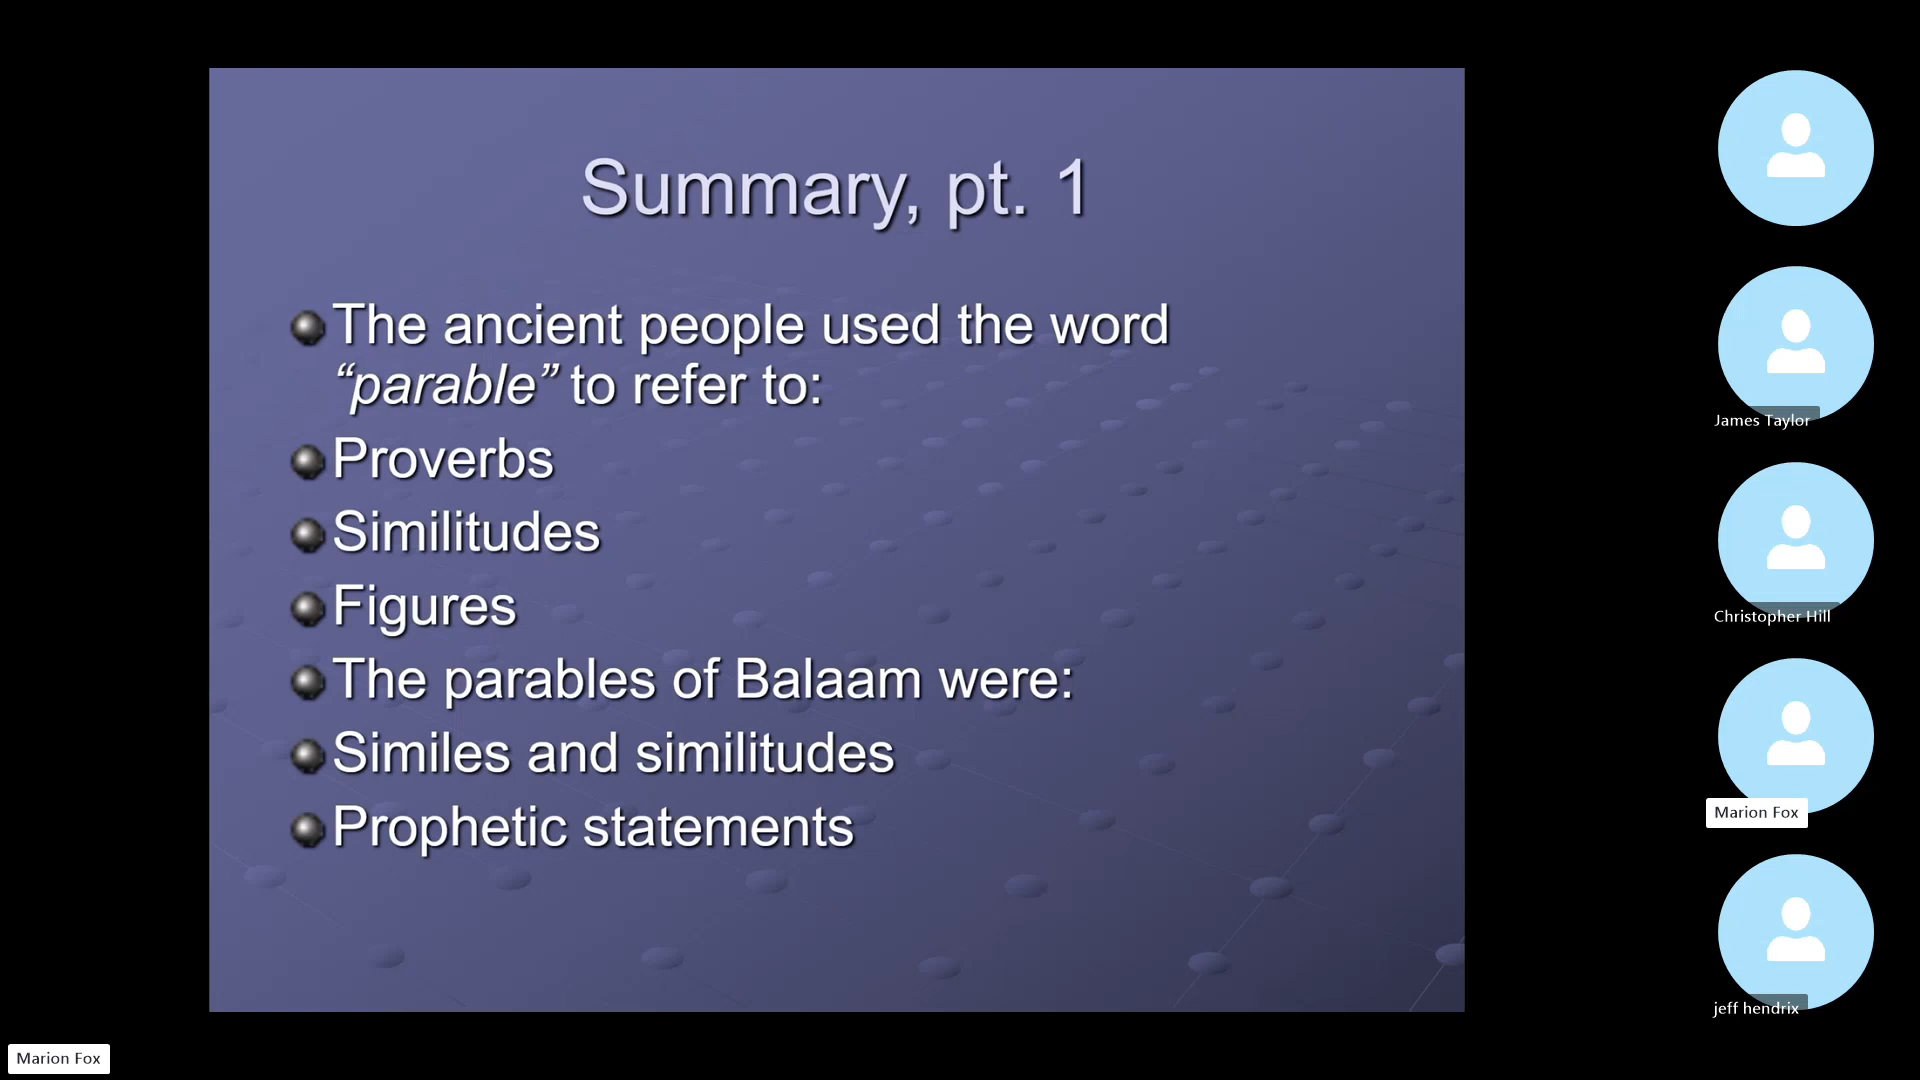 Summary, pt. 1
The ancient people used the word
“parable” to refer to:
Proverbs
Similitudes
Figures
The parables of Balaam were:
Similes and similitudes
Prophetic statements
James Taylor
Christopher Hill
Marion Fox
jeff hendrix
Marion Fox